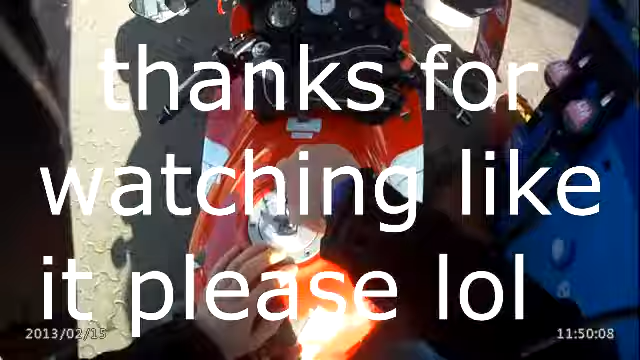 thanks for
watching like
it please lol
2013/02/15
11:50:08